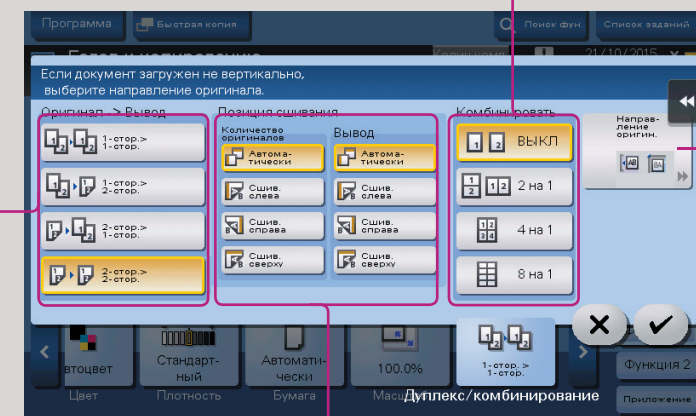 Программа
Быстрая копия
Поиск фун.
Список заданий
21/10/2015
Если документ загружен не вертикально,
выберите направление оригинала.
Оригинал -> Вывод
Позиция сшивания
Комбинировать
Количество
оригиналов
Вывод
1-стор.>
1-стор.
1-стор.>
2-стор.
2-стор.>
1-стор.
2-стор.>
2-стор.
Автома-
тически
Сшив.
слева
Сшив.
справа
Сшив.
сверху
Автома-
тически
Сшив.
слева
Сшив.
справа
Сшив.
сверху
ВЫКЛ
2 на 1
4 на 1
8 на 1
Направ-
ление
оригин.
втоцвет
Стандарт-
ный
Автомати-
чески
100.0%
1-стор. >
1-стор.
Функция 2
Цвет
Плотность
Бумага
Дуплекс/комбинирование
Приложение